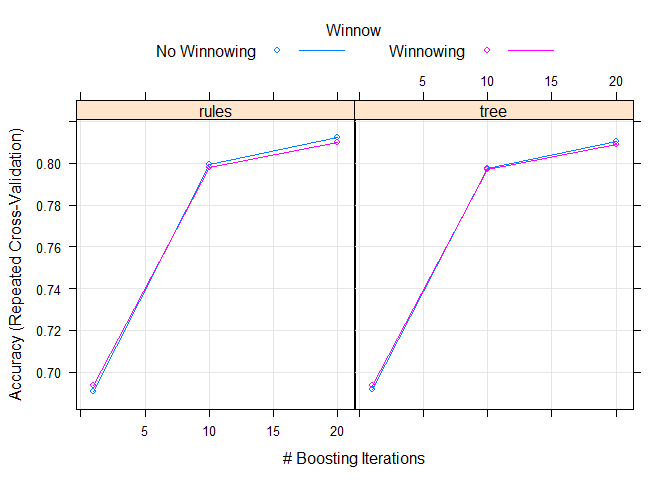 Winnow
No Winnowing Winnowing
5 10 15 20
rules tree
Accuracy (Repeated Cross-Validation)
0.80
0.78
0.76
0.74
0.72
0.70
5 10 15 20
# Boosting Iterations